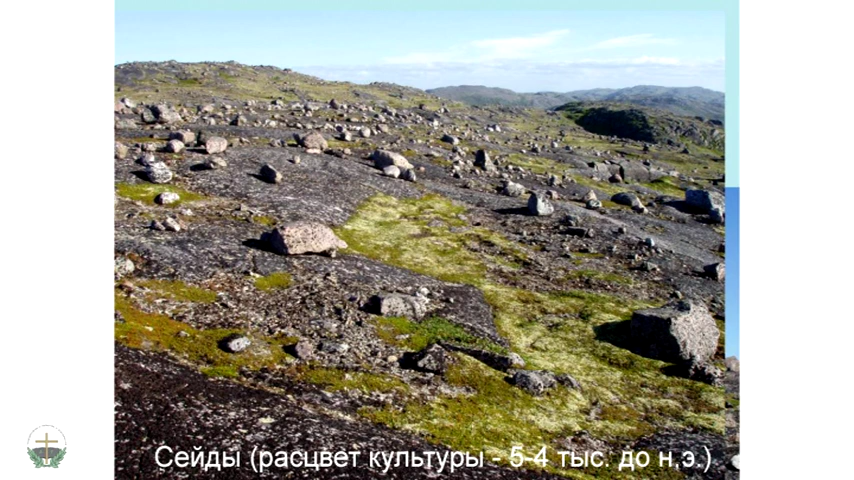 Сейды (расцвет культуры - 5-4 тыс. до н.э.)